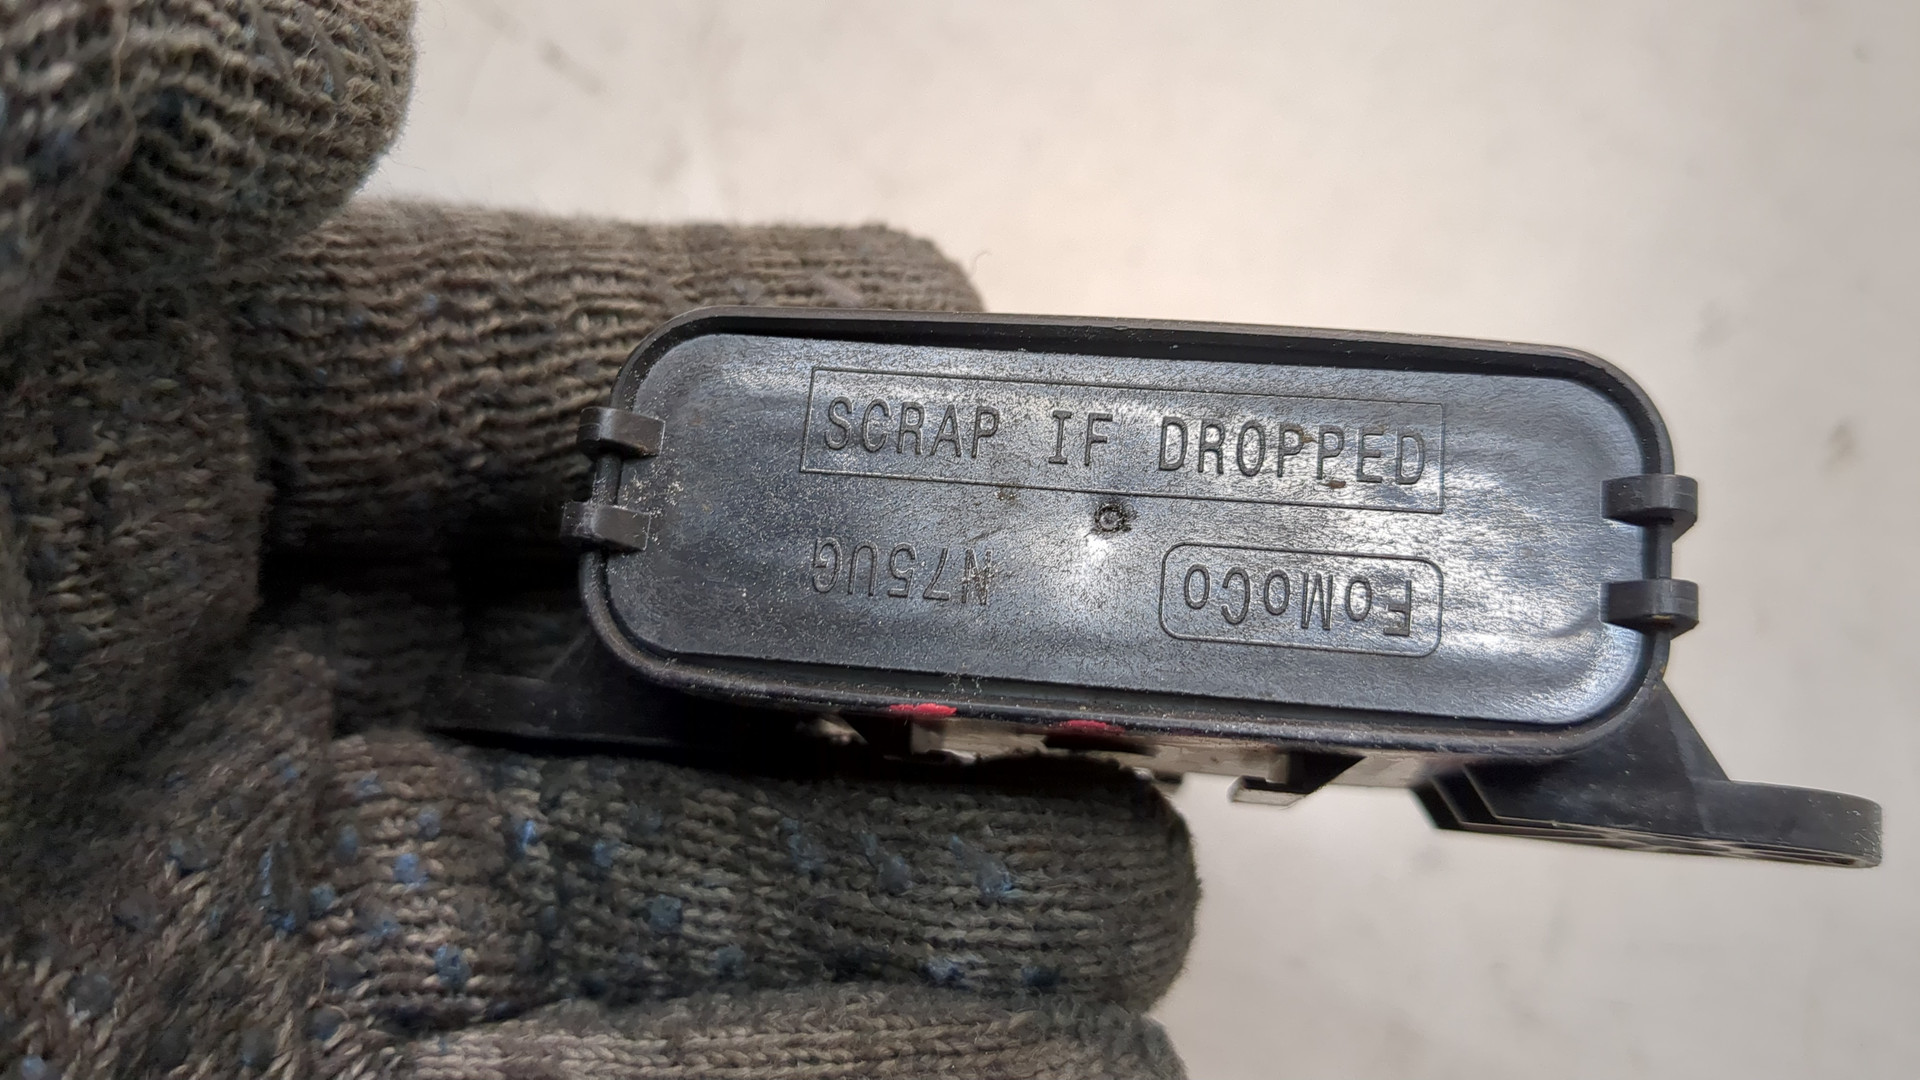 SCRAP IF DROPPED
FoMoCo
N75UG